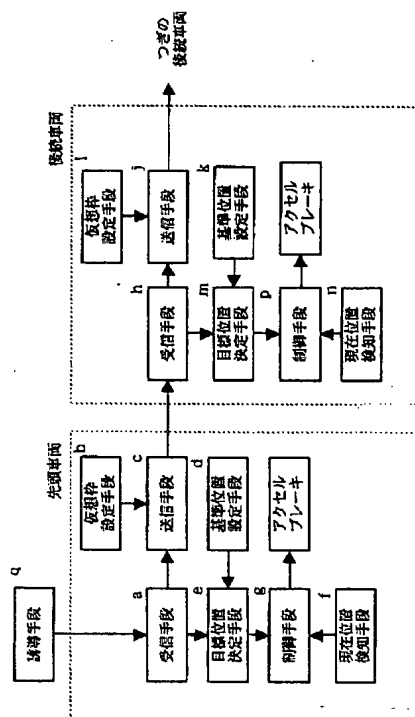 q
誘導手段
先頭車両
b
仮想枠
設定手段
a
受信手段
c
送信手段
e
目標位置
決定手段
d
基準位置
設定手段
g
制御手段
アクセル
ブレーキ
f
現在位置
検知手段
後続車両
l
仮想枠
設定手段
h
受信手段
j
送信手段
つぎの
後続車両
m
目標位置
決定手段
k
基準位置
設定手段
p
制御手段
アクセル
ブレーキ
n
現在位置
検知手段